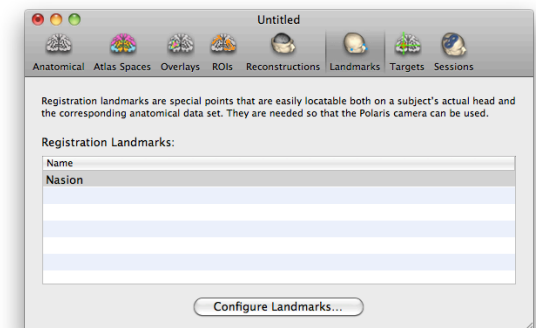 Untitled
Anatomical Atlas Spaces Overlays ROIs Reconstructions Landmarks Targets Sessions
Registration landmarks are special points that are easily locatable both on a subject's actual head and
the corresponding anatomical data set. They are needed so that the Polaris camera can be used.
Registration Landmarks:
Name
Nasion
Configure Landmarks...